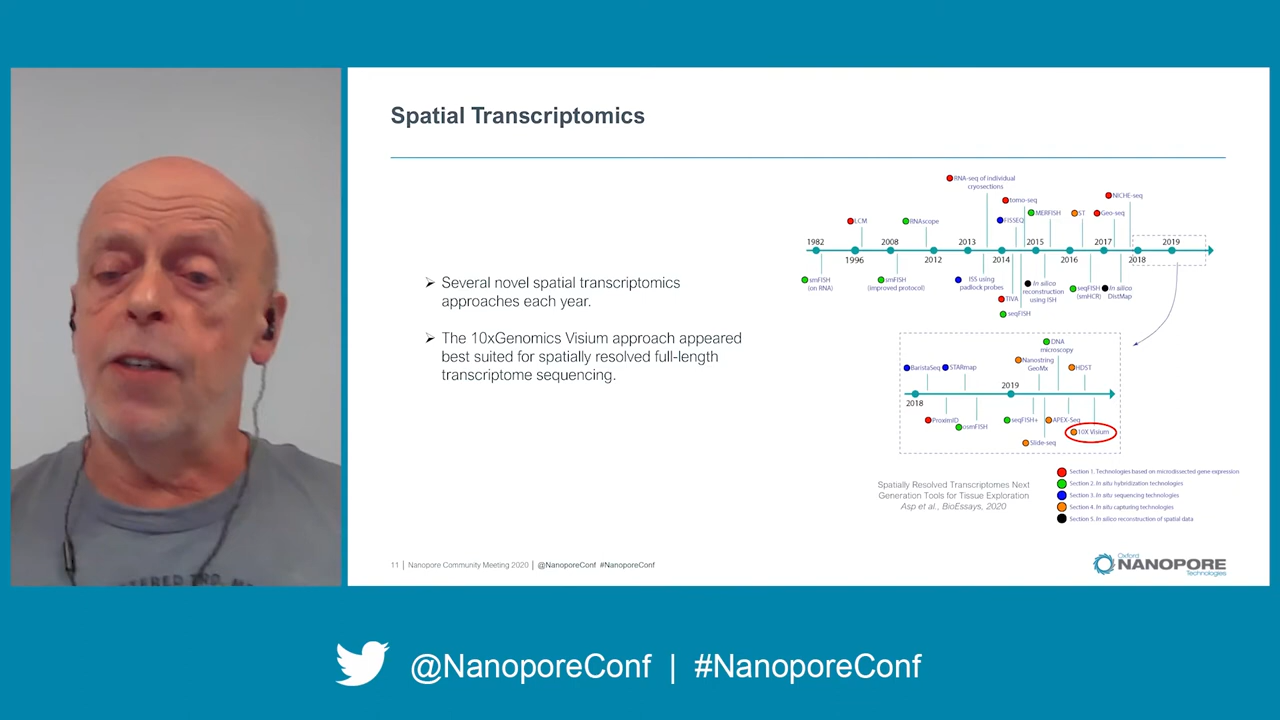 Spatial Transcriptomics
➢ Several novel spatial transcriptomics
approaches each year.
➢ The 10xGenomics Visium approach appeared
best suited for spatially resolved full-length
transcriptome sequencing.
RNA-seq of individual
cryosections
tomo-seq
NICHE-seq
LCM
RNAscope
FISSEQ
MERFISH
ST
Geo-seq
1982
2008
2013
2015
2017
2019
1996
2012
2014
2016
2018
smFISH
(on RNA)
smFISH
(improved protocol)
ISS using
padlock probes
TIVA
seqFISH
In silico
reconstruction
using ISH
seqFISH
(smHCR)
In silico
DistMap
DNA
microscopy
BaristaSeq
STARmap
Nanostring
GeoMx
HDST
2018
2019
ProximID
osmFISH
seqFISH+
APEX-Seq
Slide-seq
10X Visium
Spatially Resolved Transcriptomes Next
Generation Tools for Tissue Exploration
Asp et al., BioEssays, 2020
Section 1. Technologies based on microdissected gene expression
Section 2. In situ hybridization technologies
Section 3. In situ sequencing technologies
Section 4. In situ capturing technologies
Section 5. In silico reconstruction of spatial data
11 | Nanopore Community Meeting 2020 | @NanoporeConf #NanoporeConf
Oxford
NANOPORE
Technologies
@NanoporeConf | #NanoporeConf